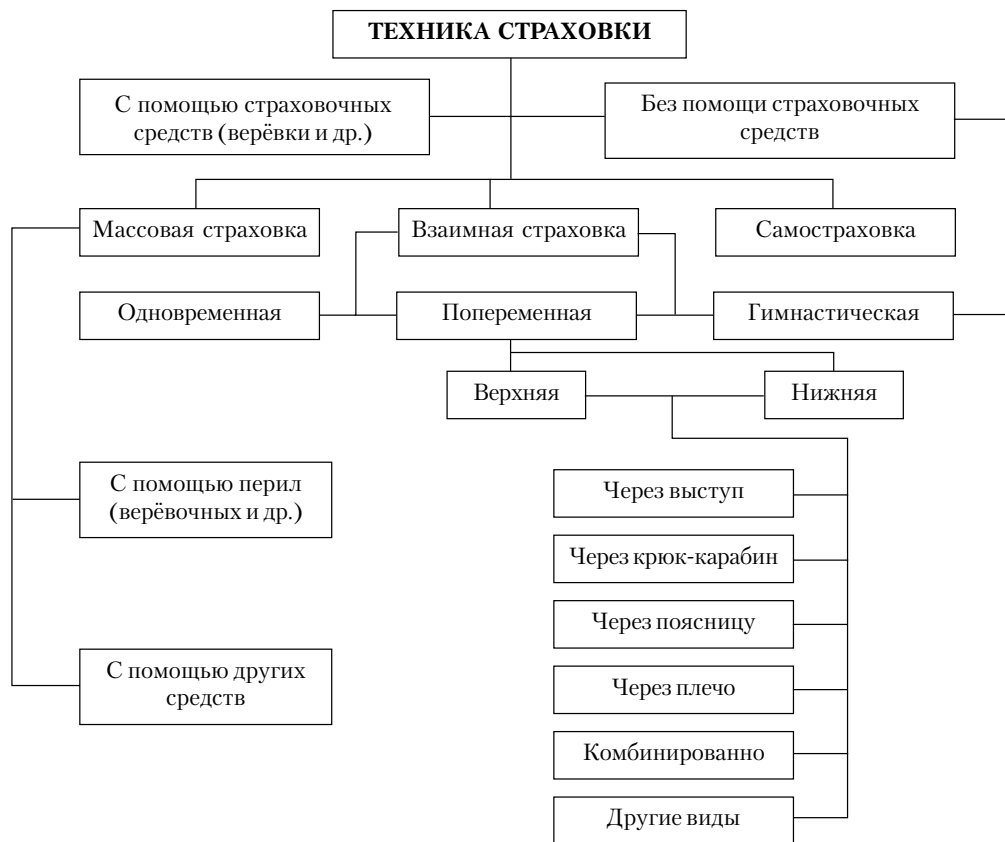 ТЕХНИКА СТРАХОВКИ
С помощью страховочных
средств (верёвки и др.)
Без помощи страховочных
средств
Массовая страховка
Взаимная страховка
Самостраховка
Одновременная
Попеременная
Гимнастическая
Верхняя
Нижняя
С помощью перил
(верёвочных и др.)
Через выступ
Через крюк-карабин
Через поясницу
С помощью других
средств
Через плечо
Комбинированно
Другие виды